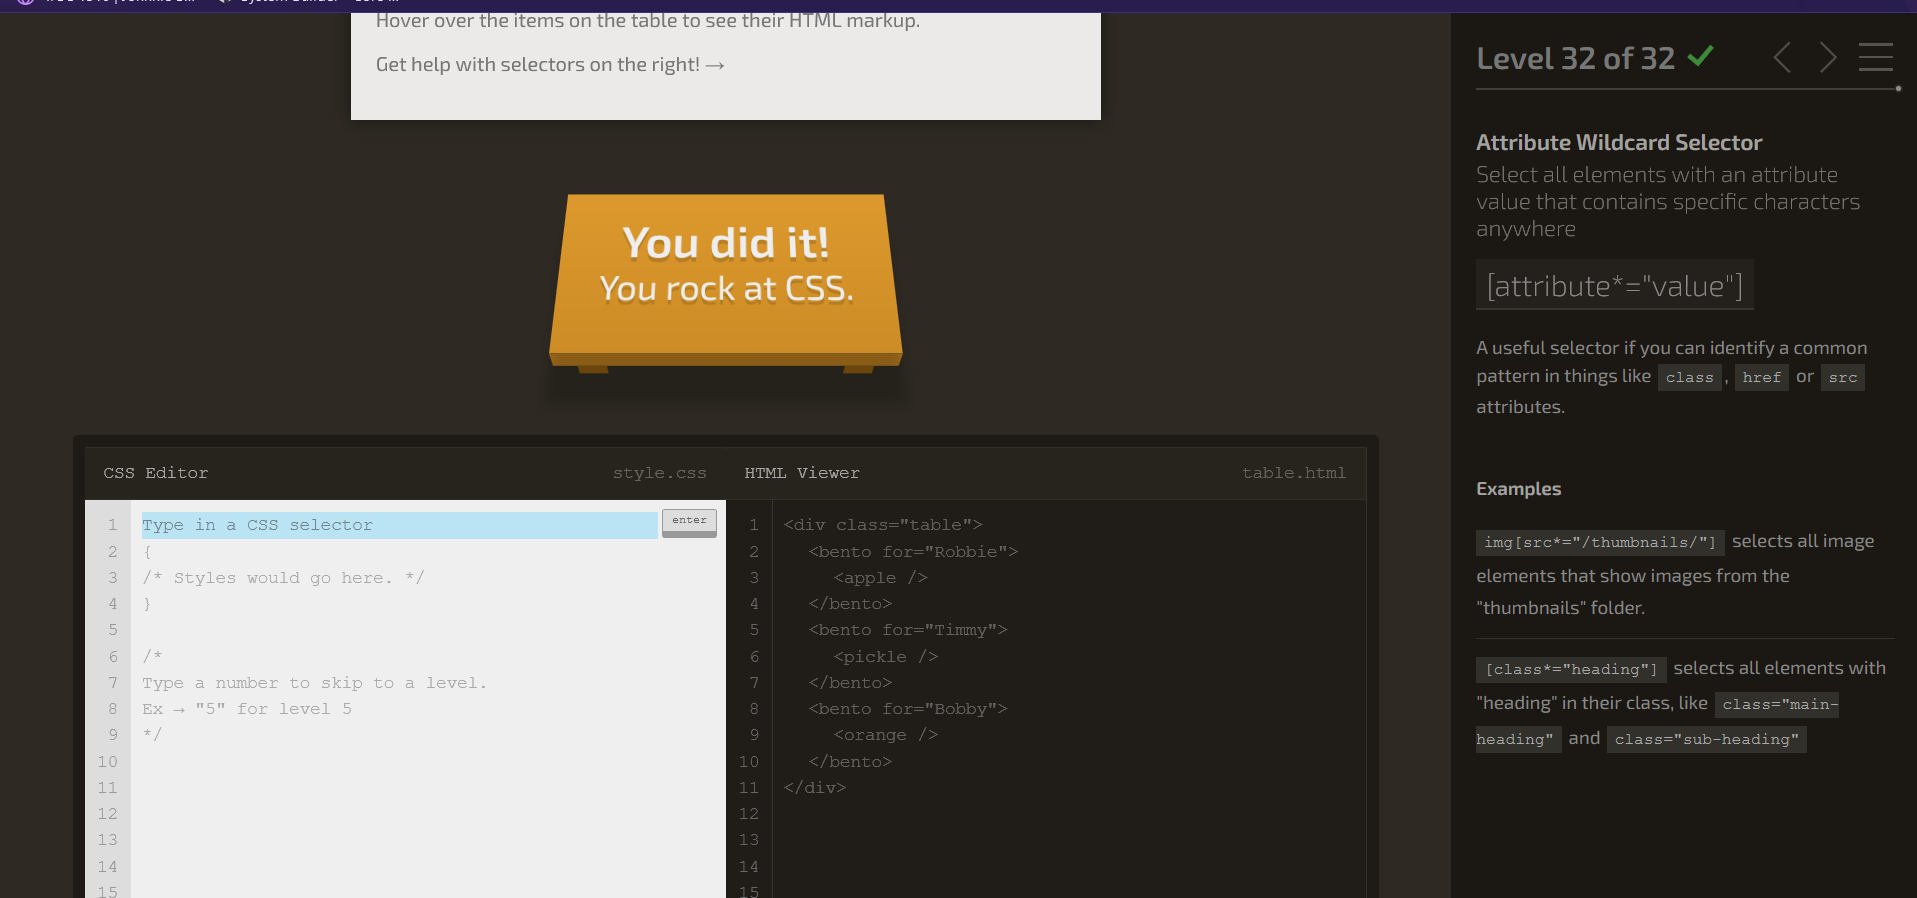 Hover over the items on the table to see their HTML markup.
Get help with selectors on the right! →
You did it!
You rock at CSS.
CSS Editor
style.css
1 Type in a CSS selector
enter
2 {
3 /* Styles would go here. */
4 }
5
6 /*
7 Type a number to skip to a level.
8 Ex → "5" for level 5
9 */
10
11
12
13
14
15
HTML Viewer
table.html
1 <div class="table">
2 <bento for="Robbie">
3 <apple />
4 </bento>
5 <bento for="Timmy">
6 <pickle />
7 </bento>
8 <bento for="Bobby">
9 <orange />
10 </bento>
11 </div>
12
13
14
15
Level 32 of 32
Attribute Wildcard Selector
Select all elements with an attribute
value that contains specific characters
anywhere
[attribute*="value"]
A useful selector if you can identify a common
pattern in things like class, href or src
attributes.
Examples
img[src*="/thumbnails/"] selects all image
elements that show images from the
"thumbnails" folder.
[class*="heading"] selects all elements with
"heading" in their class, like class="main-
heading" and class="sub-heading"